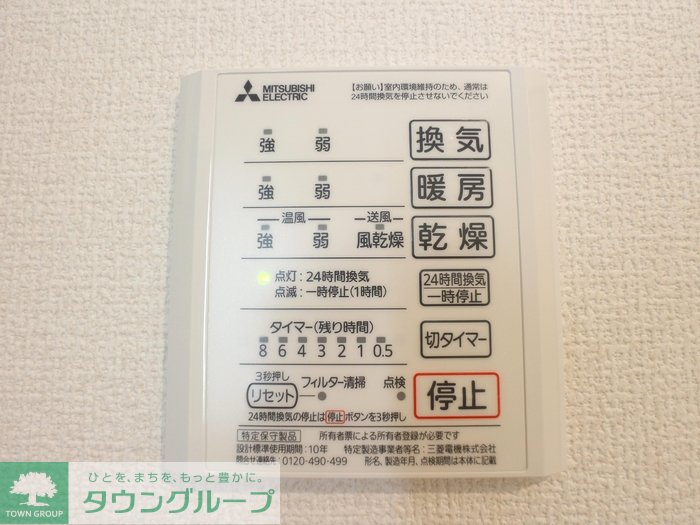 MITSUBISHI
ELECTRIC
【お願い】室内環境維持のため、通常は
24時間換気を停止させないでください
強 弱 換気
強 弱 暖房
温風 送風
強 弱 風乾燥 乾燥
点灯：24時間換気
点滅：一時停止(1時間)
24時間換気
一時停止
タイマー(残り時間)
8 6 4 3 2 1 0.5
切タイマー
3秒押し
リセット フィルター清掃 点検
停止
24時間換気の停止は停止ボタンを3秒押し
特定保守製品 所有者票による所有者登録が必要です
設計標準使用期間：10年 特定製造事業者等名：三菱電機株式会社
問合せ連絡先：0120-490-499 形名、製造年月、点検期間は本体に記載
ひとを、まちを、もっと豊かに。
タウングループ
TOWN GROUP